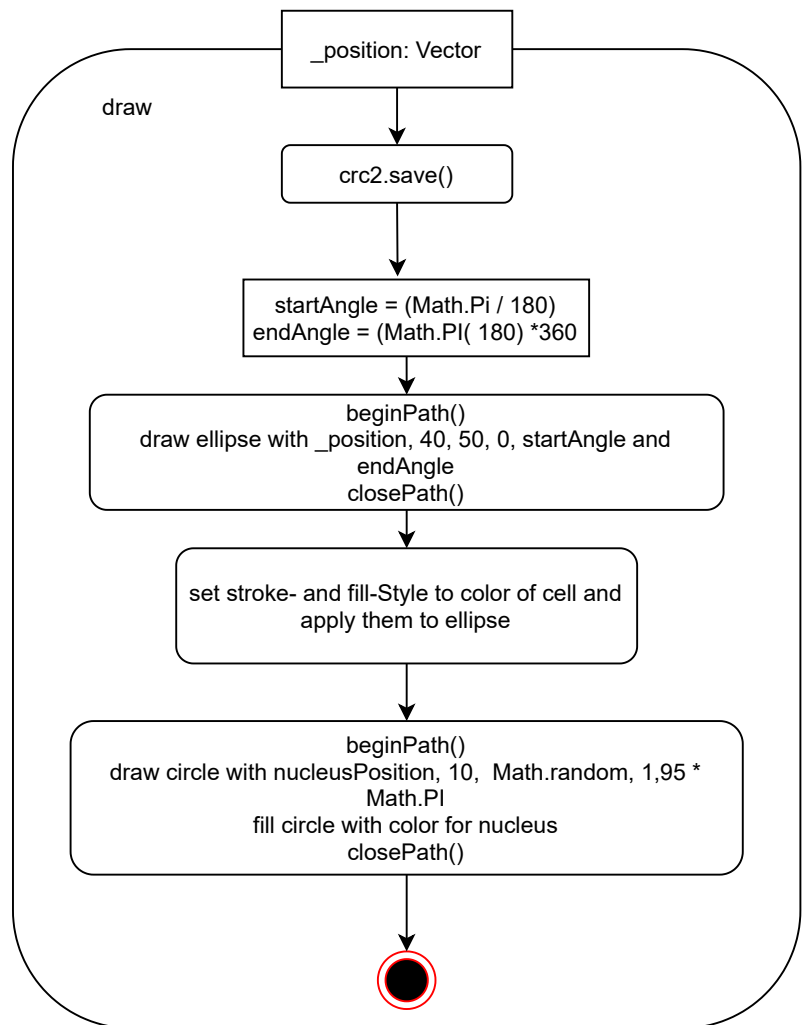 _position: Vector
draw
crc2.save()
startAngle = (Math.Pi / 180)
endAngle = (Math.PI( 180) *360
beginPath()
draw ellipse with _position, 40, 50, 0, startAngle and
endAngle
closePath()
set stroke- and fill-Style to color of cell and
apply them to ellipse
beginPath()
draw circle with nucleusPosition, 10,  Math.random, 1,95 *
Math.PI
fill circle with color for nucleus
closePath()